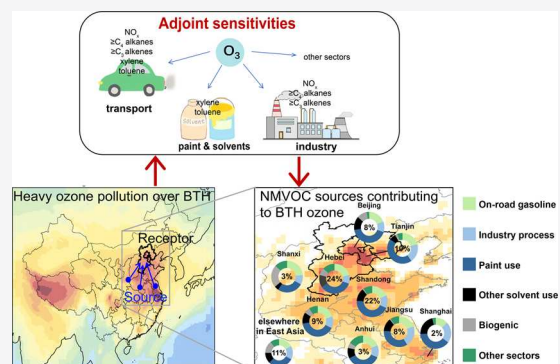 Adjoint sensitivities
NOₓ
≥C₄ alkanes
≥C₃ alkenes
xylene
toluene
transport
O₃
other sectors
xylene
toluene
SOLVENT
paint & solvents
NOₓ
≥C₄ alkanes
≥C₃ alkenes
industry
Heavy ozone pollution over BTH
Receptor
Source
NMVOC sources contributing
to BTH ozone
Beijing
8%
Tianjin
10%
Shanxi
3%
Hebei
24%
Shandong
22%
Henan
9%
Jiangsu
8%
Shanghai
2%
Anhui
3%
elsewhere
in East Asia
11%
On-road gasoline
Industry process
Paint use
Other solvent use
Biogenic
Other sectors